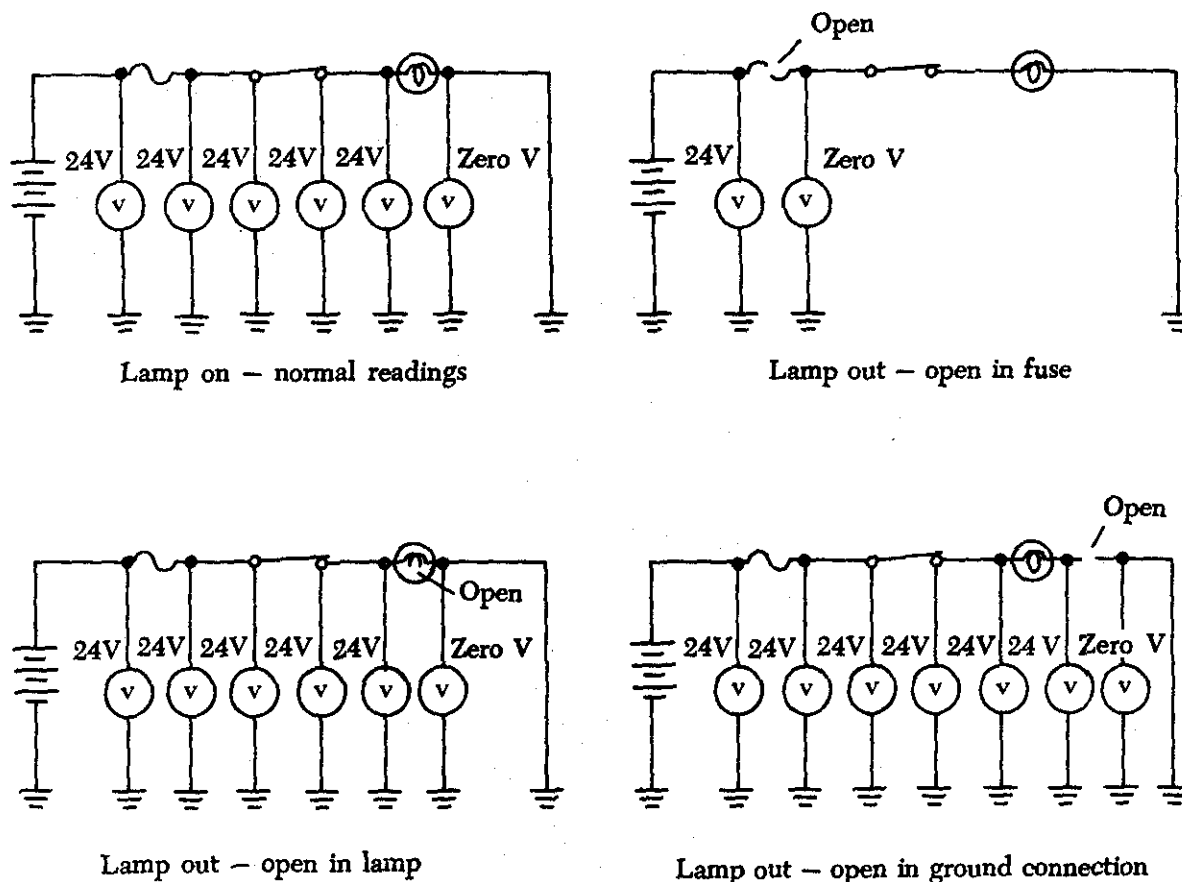 Open
24V 24V 24V 24V 24V Zero V
V V V V V V
Lamp on — normal readings
24V Zero V
V V
Lamp out — open in fuse
Open
24V 24V 24V 24V 24V Zero V
V V V V V V
Lamp out — open in lamp
Open
24V 24V 24V 24V 24V 24 V Zero V
V V V V V V V
Lamp out — open in ground connection